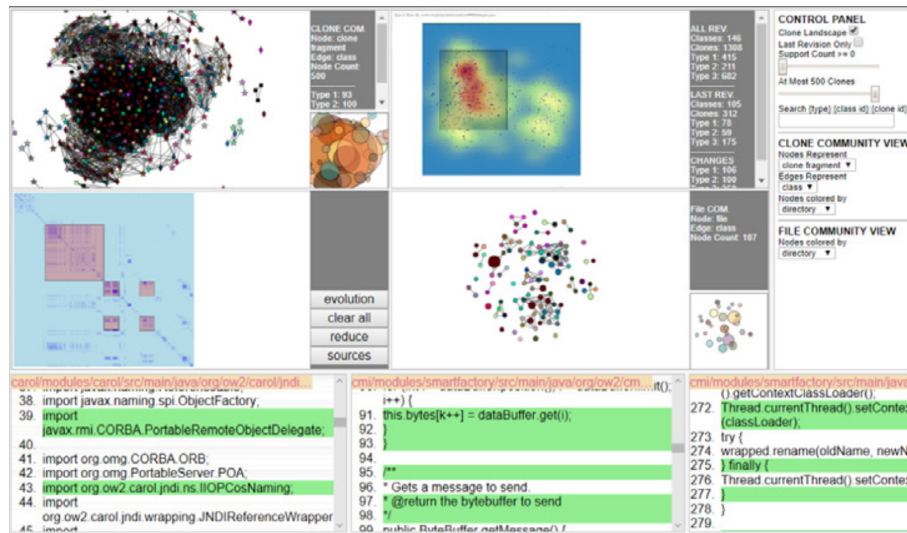 CLONE COM.
Node: clone
fragment
Edge: class
Node Count:
500
Type 1: 93
Type 2: 100
ALL REV.
Classes: 146
Clones: 1308
Type 1: 415
Type 2: 211
Type 3: 682
LAST REV.
Classes: 105
Clones: 312
Type 1: 78
Type 2: 59
Type 3: 175
CHANGES
Type 1: 106
Type 2: 100
CONTROL PANEL
Clone Landscape
Last Revision Only
Support Count >= 0
At Most 500 Clones
Search {type} [class id] [clone id]
CLONE COMMUNITY VIEW
Nodes Represent
clone fragment ▼
Edges Represent
class ▼
Nodes colored by
directory ▼
FILE COMMUNITY VIEW
Nodes colored by
directory ▼
evolution
clear all
reduce
sources
File COM.
Node: file
Edge: class
Node Count: 107
carol/modules/carol/src/main/java/org/ow2/carol/jndi...
38. import javax.naming.spi.ObjectFactory;
39. import
javax.rmi.CORBA.PortableRemoteObjectDelegate;
40.
41. import org.omg.CORBA.ORB;
42. import org.omg.PortableServer.POA;
43. import org.ow2.carol.jndi.ns.IIOPCosNaming;
44. import
org.ow2.carol.jndi.wrapping.JNDIReferenceWrapper
45. import
cmi/modules/smartfactory/src/main/java/org/ow2/cm...
i++) {
91. this.bytes[k++] = dataBuffer.get(i);
92. }
93. }
94.
95. /**
96. * Gets a message to send.
97. * @return the bytebuffer to send
98. */
99. public ByteBuffer getMessage() {
cmi/modules/smartfactory/src/main/java
().getContextClassLoader();
272. Thread.currentThread().setConte
(classLoader);
273. try {
274. wrapped.rename(oldName, newN
275. } finally {
276. Thread.currentThread().setConte
277. }
278. }
279.